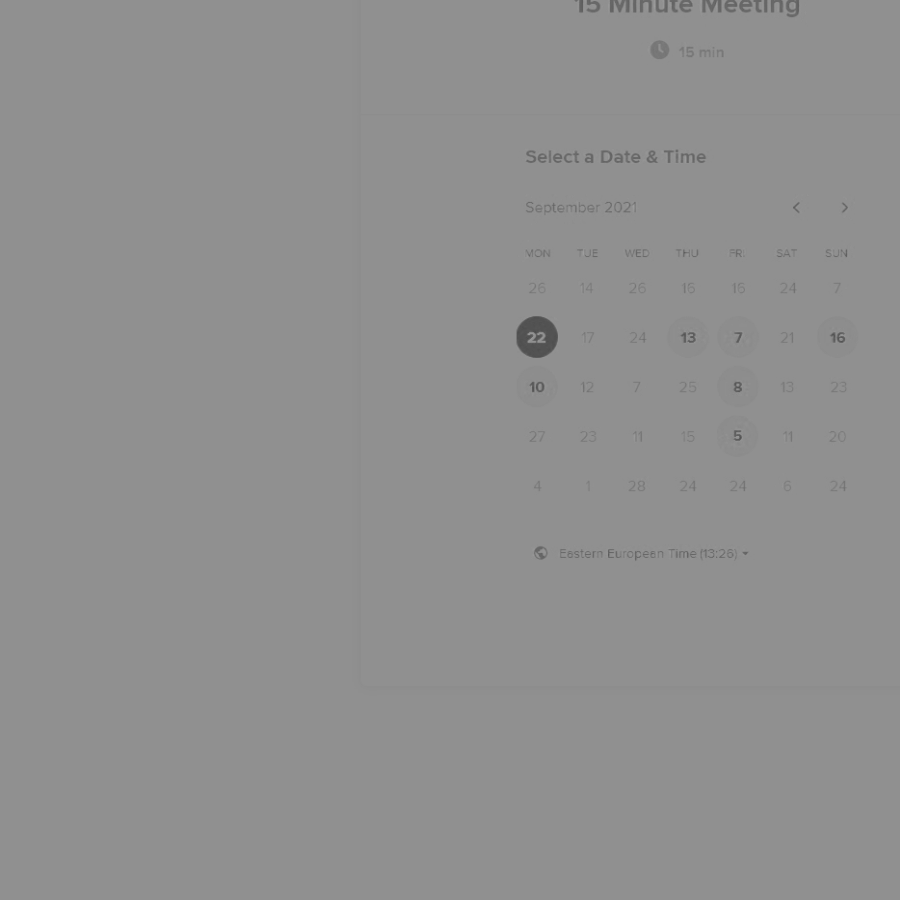 15 Minute Meeting
15 min
Select a Date & Time
September 2021
MON TUE WED THU FRI SAT SUN
26 14 26 16 16 24 7
22 17 24 13 7 21 16
10 12 7 25 8 13 23
27 23 11 15 5 11 20
4 1 28 24 24 6 24
Eastern European Time (13:26)